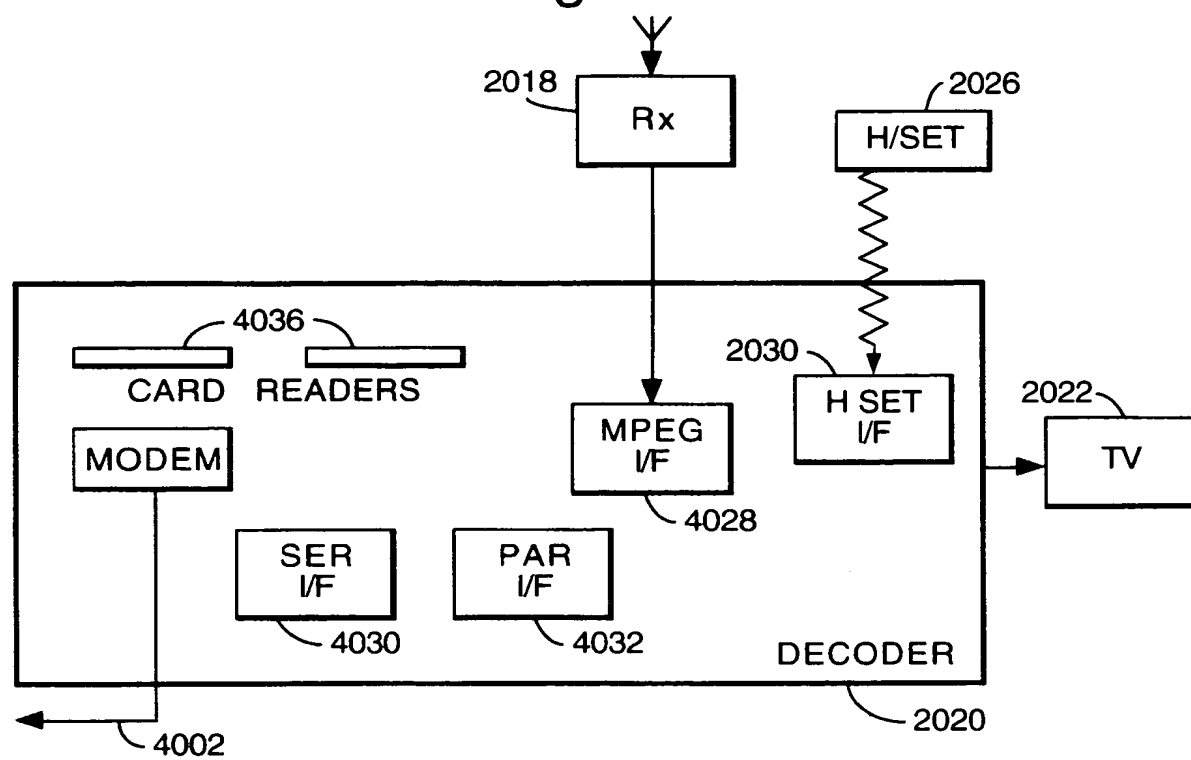 2018
Rx
2026
H/SET
4036
CARD READERS
2030
H SET
I/F
2022
TV
MPEG
I/F
4028
MODEM
SER
I/F
4030
PAR
I/F
4032
DECODER
2020
4002